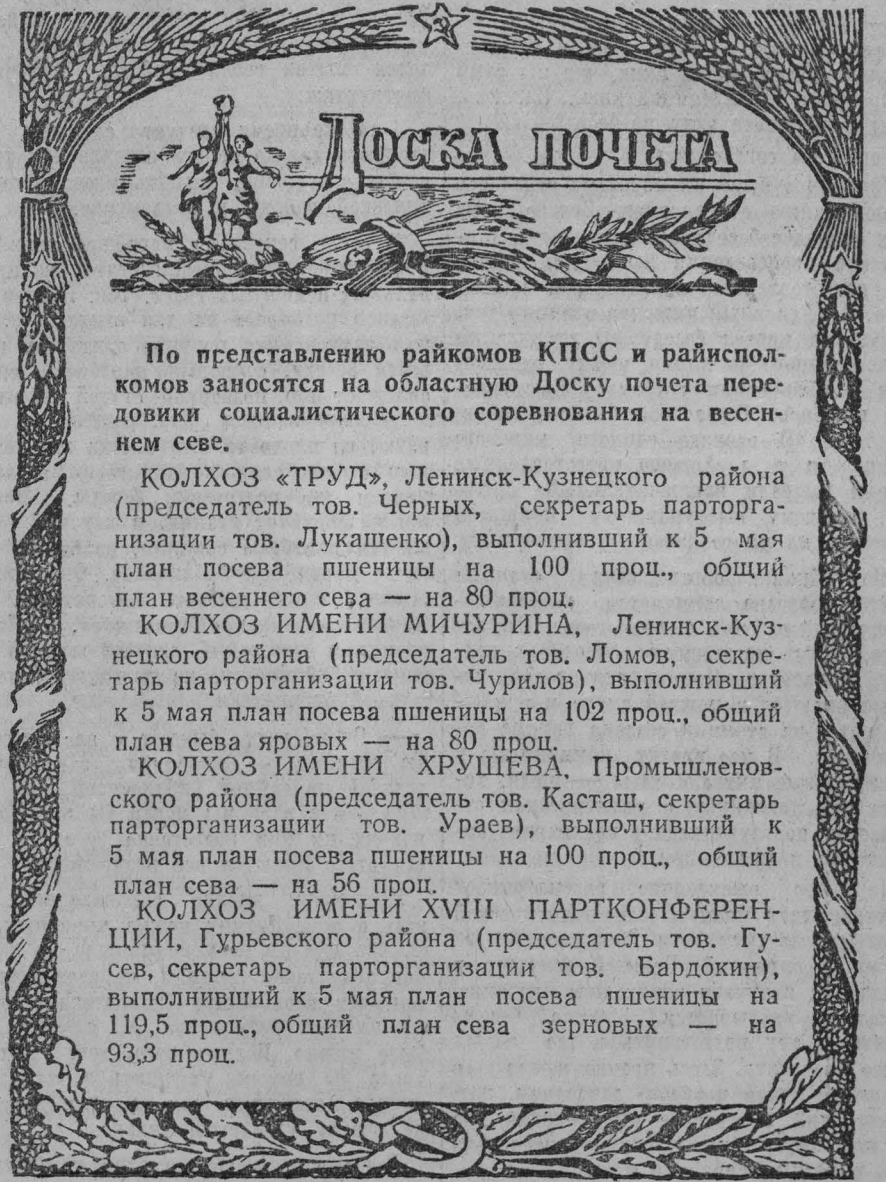 ДОСКА ПОЧЕТА
По представлению райкомов КПСС и райиспол-
комов заносятся на областную Доску почета пере-
довики социалистического соревнования на весен-
нем севе.
КОЛХОЗ «ТРУД», Ленинск-Кузнецкого района
(председатель тов. Черных, секретарь парторга-
низации тов. Лукашенко), выполнивший к 5 мая
план посева пшеницы на 100 проц., общий
план весеннего сева — на 80 проц.
КОЛХОЗ ИМЕНИ МИЧУРИНА, Ленинск-Куз-
нецкого района (председатель тов. Ломов, секре-
тарь парторганизации тов. Чурилов), выполнивший
к 5 мая план посева пшеницы на 102 проц., общий
план сева яровых — на 80 проц.
КОЛХОЗ ИМЕНИ ХРУЩЕВА, Промышленов-
ского района (председатель тов. Касташ, секретарь
парторганизации тов. Ураев), выполнивший к
5 мая план посева пшеницы на 100 проц., общий
план сева — на 56 проц.
КОЛХОЗ ИМЕНИ XVIII ПАРТКОНФЕРЕН-
ЦИИ, Гурьевского района (председатель тов. Гу-
сев, секретарь парторганизации тов. Бардокин),
выполнивший к 5 мая план посева пшеницы на
119,5 проц., общий план сева зерновых — на
93,3 проц.